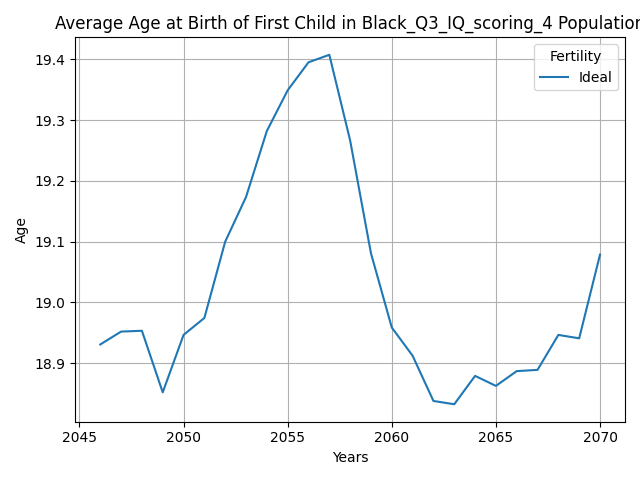 Average Age at Birth of First Child in Black_Q3_IQ_scoring_4 Population
Fertility
Ideal
19.4
19.3
19.2
19.1
19.0
18.9
Age
2045
2050
2055
2060
2065
2070
Years